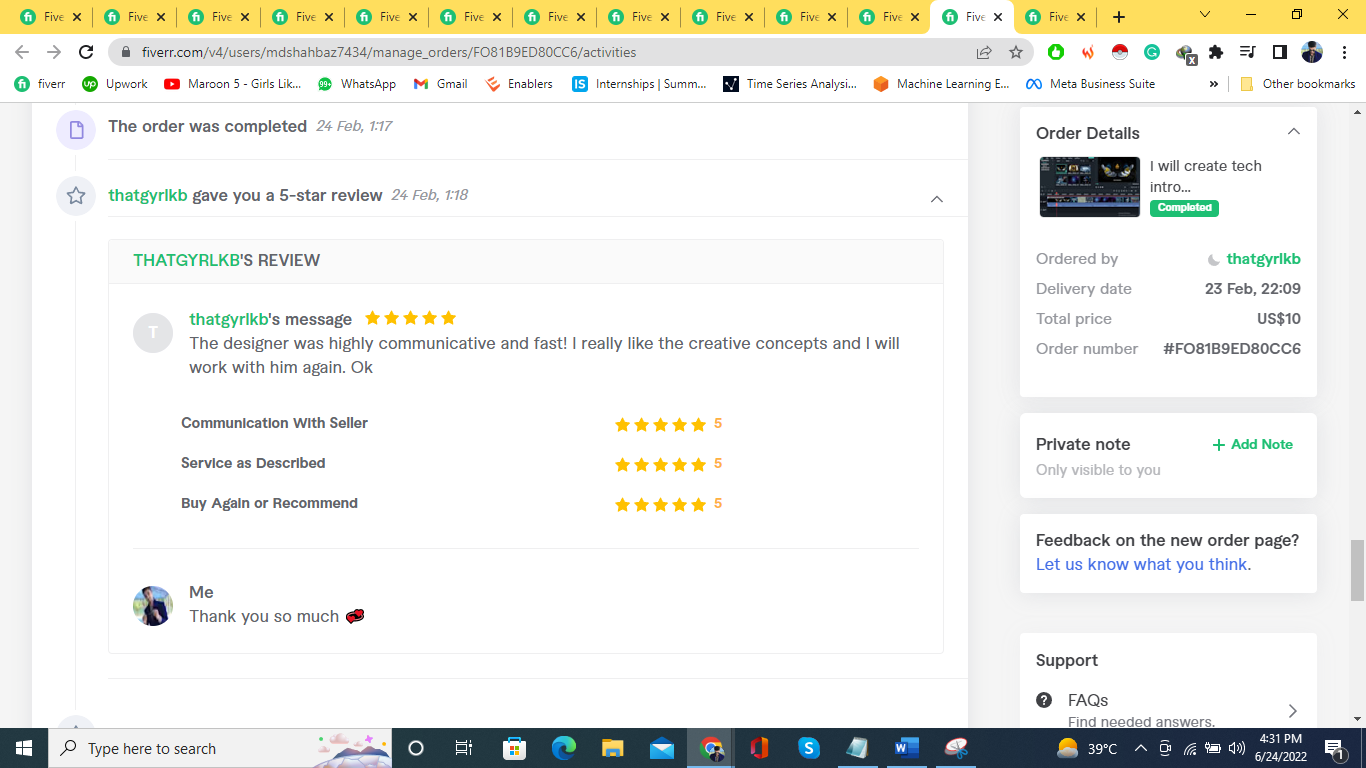 Five Five Five Five Five Five Five Five Five Five Five Five Five
fiverr.com/v4/users/mdshahbaz7434/manage_orders/FO81B9ED80CC6/activities
fiverr Upwork Maroon 5 - Girls Lik... 99+ WhatsApp Gmail Enablers IS Internships | Summ... Time Series Analysi... Machine Learning E... Meta Business Suite » Other bookmarks
The order was completed 24 Feb, 1:17
thatgyrlkb gave you a 5-star review 24 Feb, 1:18
THATGYRLKB'S REVIEW
T
thatgyrlkb's message
The designer was highly communicative and fast! I really like the creative concepts and I will
work with him again. Ok
Communication With Seller 5
Service as Described 5
Buy Again or Recommend 5
Me
Thank you so much
Order Details
I will create tech
intro...
Completed
Ordered by thatgyrlkb
Delivery date 23 Feb, 22:09
Total price US$10
Order number #FO81B9ED80CC6
Private note + Add Note
Only visible to you
Feedback on the new order page?
Let us know what you think.
Support
FAQs
Find needed answers.
Type here to search
39°C
4:31 PM
6/24/2022
1